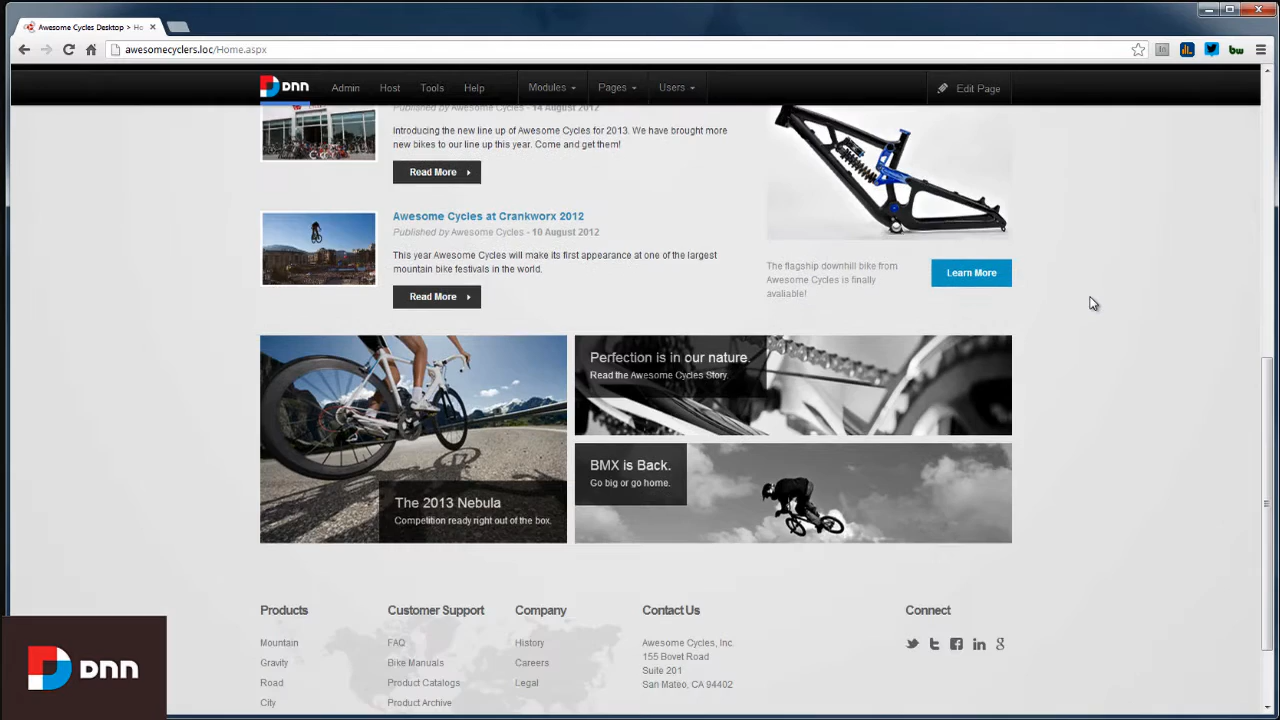 Awesome Cycles Desktop > Ho
awesomecyclers.loc/Home.aspx
bw
DNN
Admin
Host
Tools
Help
Modules
Pages
Users
Edit Page
Published by Awesome Cycles - 14 August 2012
Introducing the new line up of Awesome Cycles for 2013. We have brought more
new bikes to our line up this year. Come and get them!
Read More
Awesome Cycles at Crankworx 2012
Published by Awesome Cycles - 10 August 2012
This year Awesome Cycles will make its first appearance at one of the largest
mountain bike festivals in the world.
Read More
The flagship downhill bike from
Awesome Cycles is finally
avaliable!
Learn More
Perfection is in our nature.
Read the Awesome Cycles Story.
BMX is Back.
Go big or go home.
The 2013 Nebula
Competition ready right out of the box.
Products
Mountain
Gravity
Road
City
Customer Support
FAQ
Bike Manuals
Product Catalogs
Product Archive
Company
History
Careers
Legal
Contact Us
Awesome Cycles, Inc.
155 Bovet Road
Suite 201
San Mateo, CA 94402
Connect
DNN